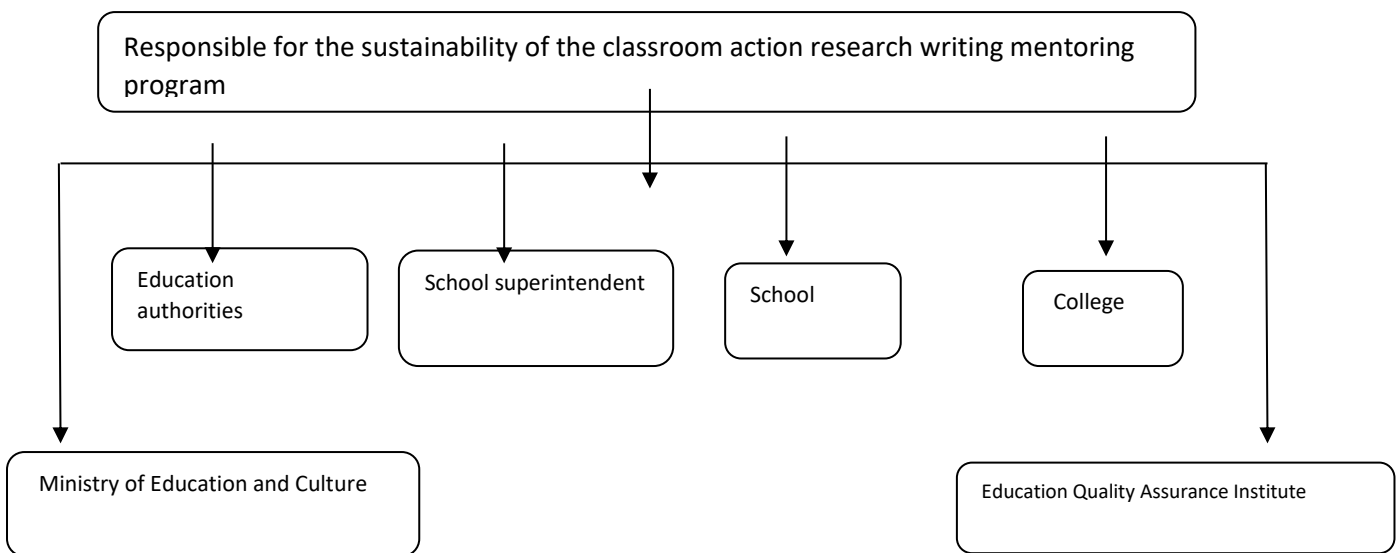 Responsible for the sustainability of the classroom action research writing mentoring
program
Education
authorities
School superintendent
School
College
Ministry of Education and Culture
Education Quality Assurance Institute